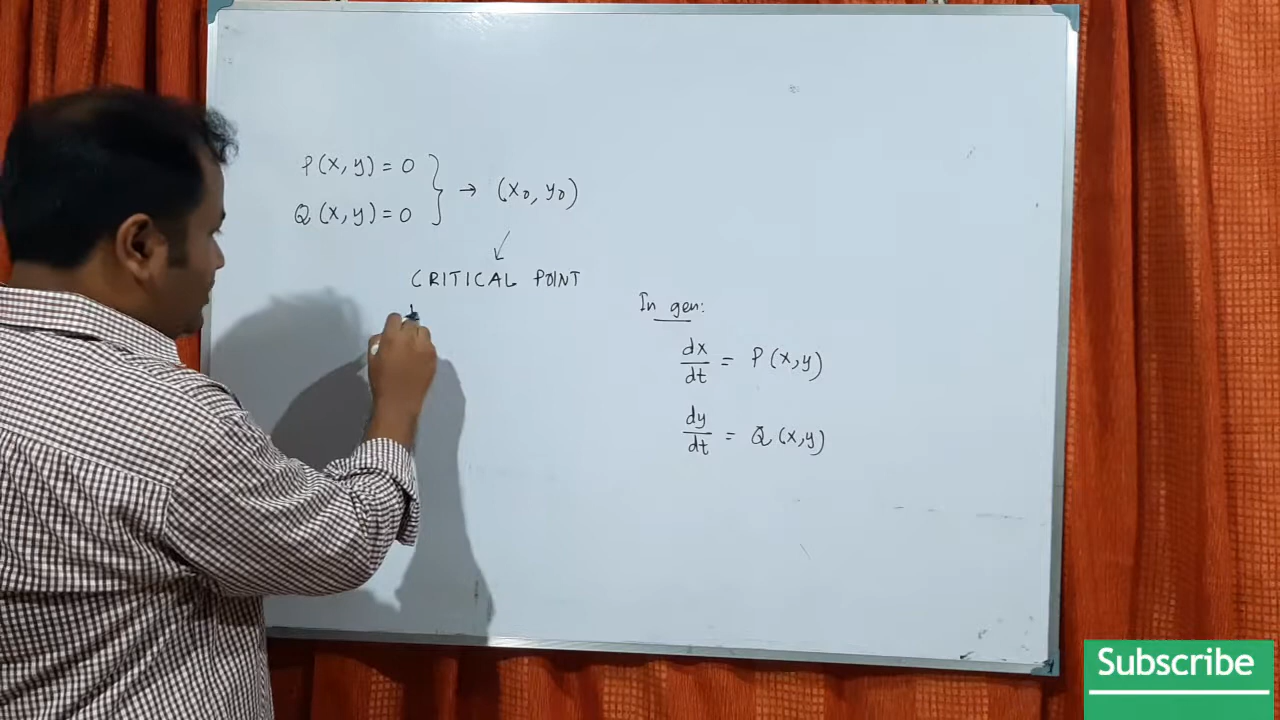 P(x,y) = 0
Q(x,y) = 0 } → (x₀, y₀)
↙
CRITICAL POINT
In gen:
dx/dt = P(x,y)
dy/dt = Q(x,y)
Subscribe